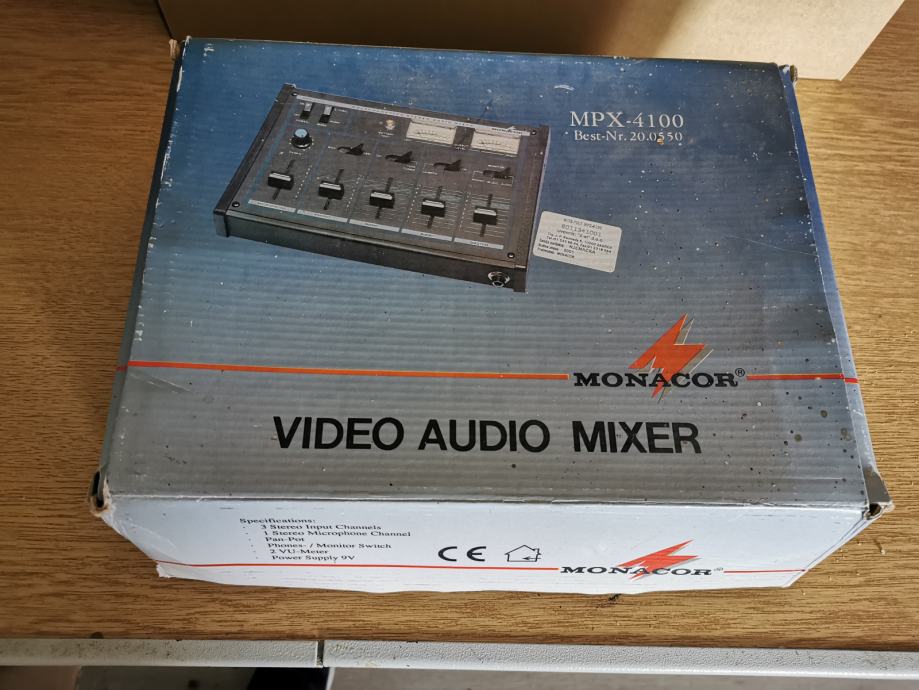 MPX-4100
Best-Nr. 20.0550
8011341001
MONACOR®
VIDEO AUDIO MIXER
Specifications:
· 3 Stereo Input Channels
· 1 Stereo Microphone Channel
· Pan-Pot
· Phones- / Monitor Switch
· 2 VU-Meter
· Power Supply 9V
CE
MONACOR®